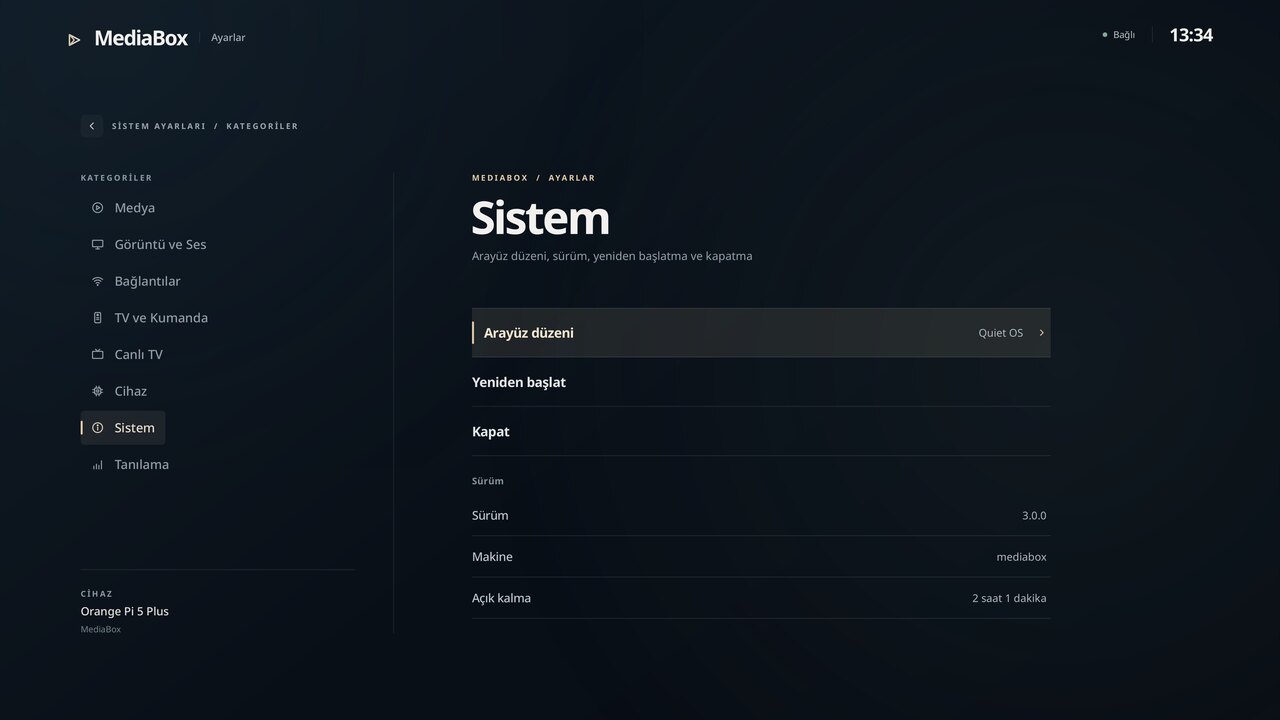 MediaBox Ayarlar
Bağlı 13:34
SİSTEM AYARLARI / KATEGORİLER
KATEGORİLER
Medya
Görüntü ve Ses
Bağlantılar
TV ve Kumanda
Canlı TV
Cihaz
Sistem
Tanılama
CİHAZ
Orange Pi 5 Plus
MediaBox
MEDIABOX / AYARLAR
Sistem
Arayüz düzeni, sürüm, yeniden başlatma ve kapatma
Arayüz düzeni Quiet OS
Yeniden başlat
Kapat
Sürüm
Sürüm 3.0.0
Makine mediabox
Açık kalma 2 saat 1 dakika